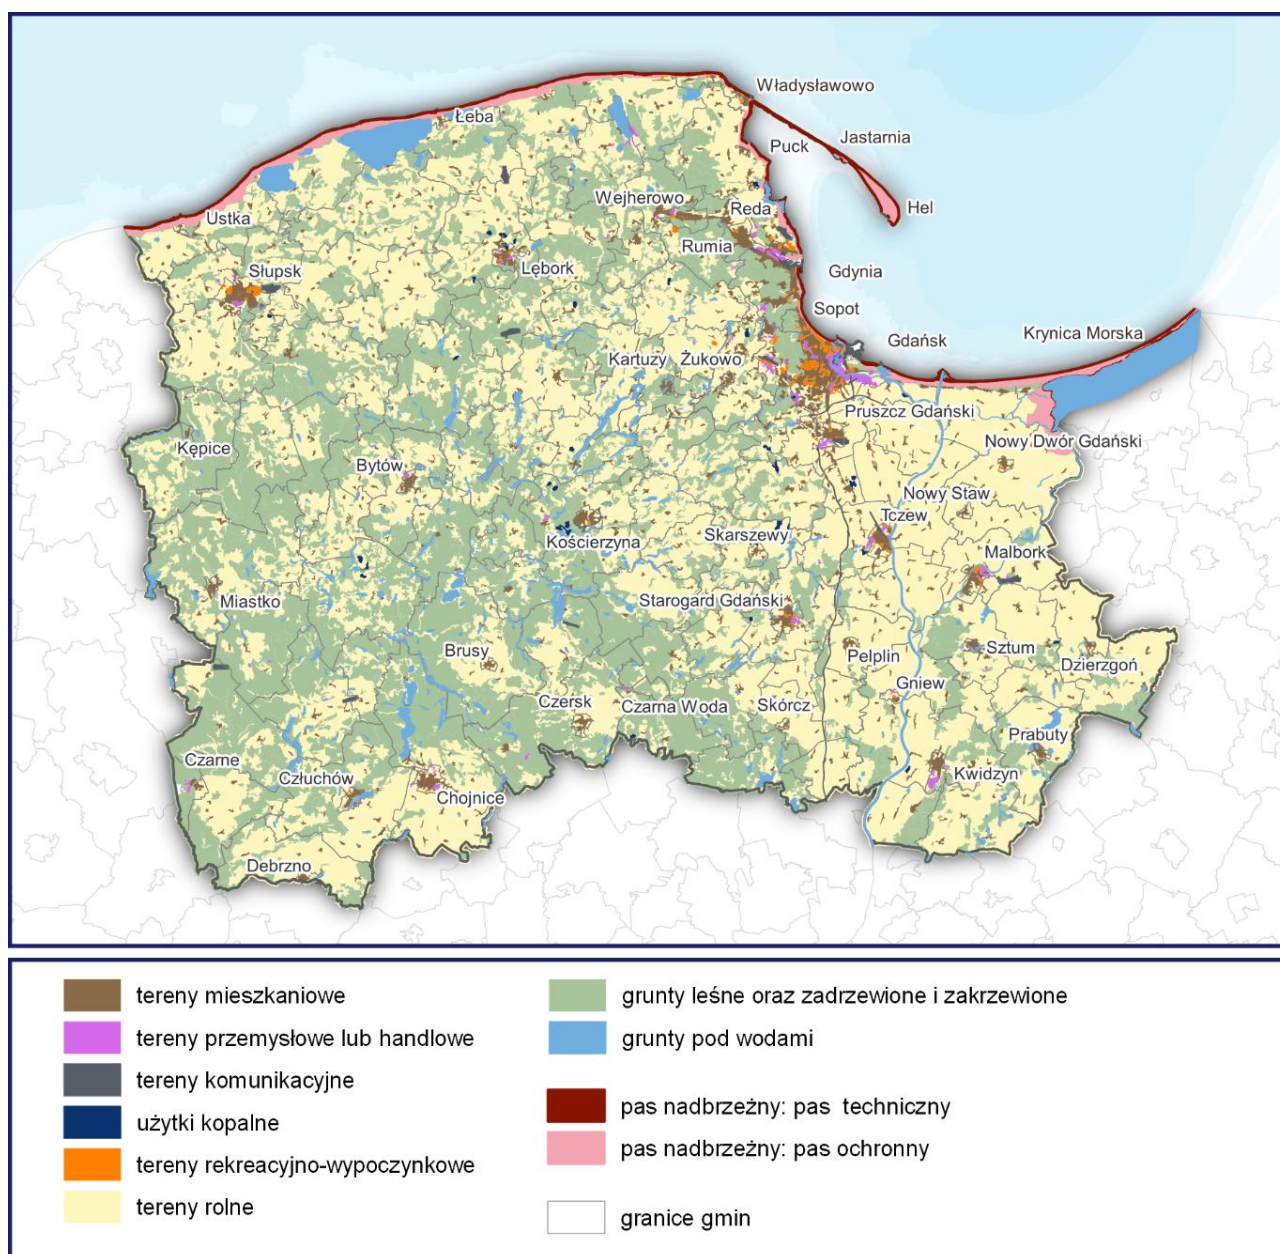 Władysławowo
Łeba
Jastarnia
Puck
Wejherowo
Reda
Hel
Ustka
Rumia
Słupsk
Lębork
Gdynia
Sopot
Krynica Morska
Gdańsk
Kartuzy
Żukowo
Pruszcz Gdański
Kępice
Nowy Dwór Gdański
Bytów
Nowy Staw
Tczew
Kościerzyna
Skarszewy
Malbork
Miastko
Starogard Gdański
Brusy
Pelplin
Sztum
Dzierzgoń
Gniew
Czersk
Czarna Woda
Skórcz
Prabuty
Czarne
Człuchów
Kwidzyn
Chojnice
Debrzno
tereny mieszkaniowe
tereny przemysłowe lub handlowe
tereny komunikacyjne
użytki kopalne
tereny rekreacyjno-wypoczynkowe
tereny rolne
grunty leśne oraz zadrzewione i zakrzewione
grunty pod wodami
pas nadbrzeżny: pas techniczny
pas nadbrzeżny: pas ochronny
granice gmin